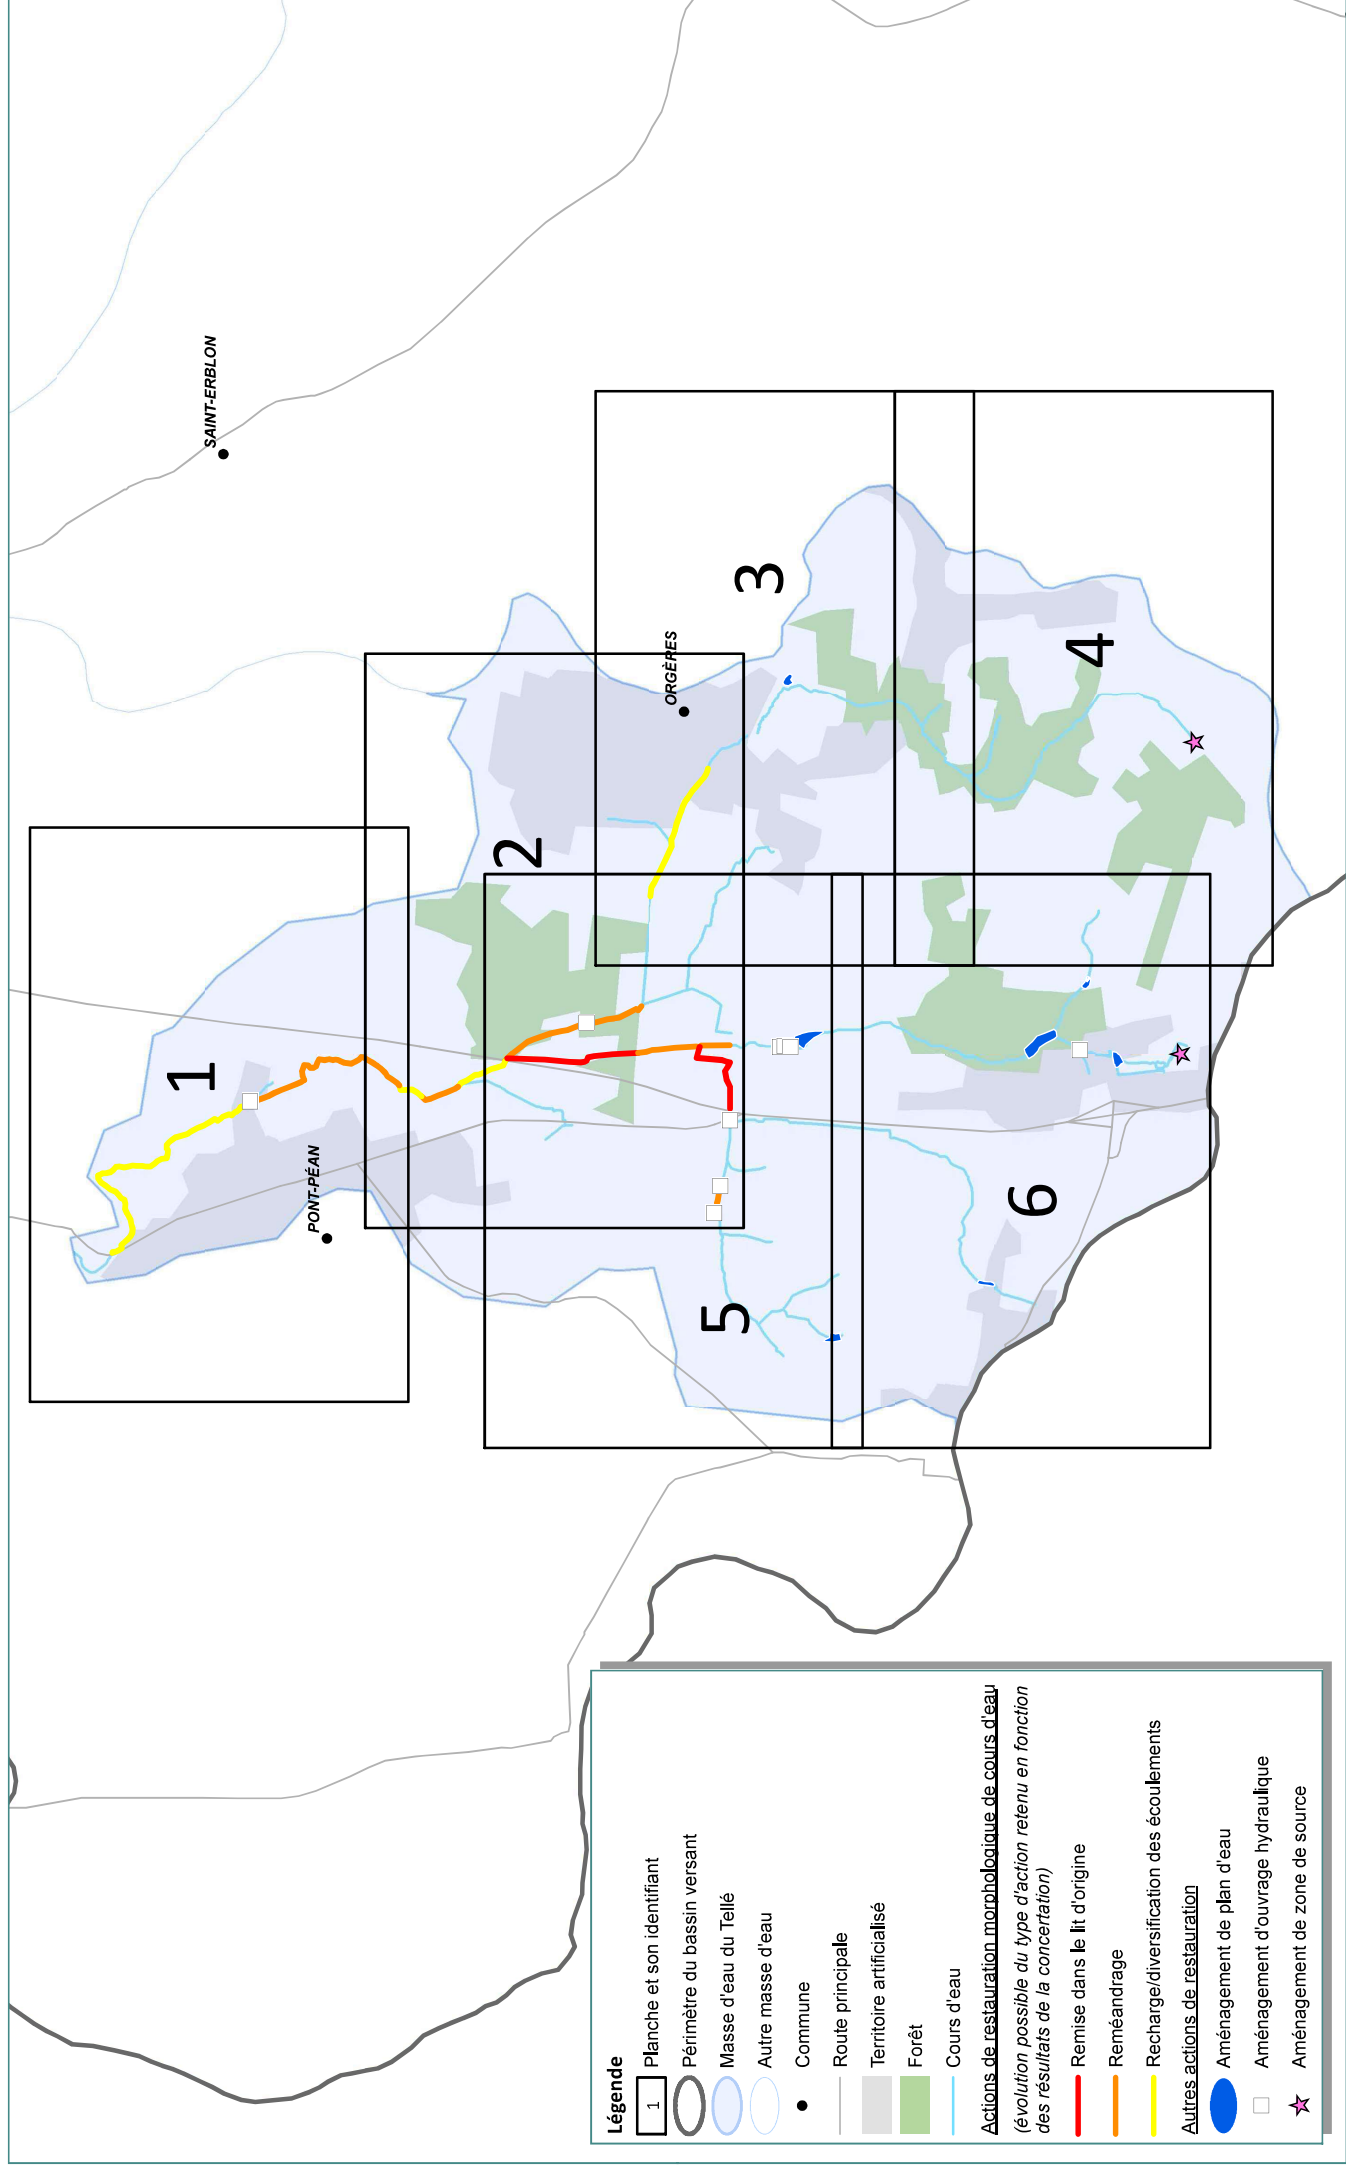 SAINT-ERBLON
PONT-PÉAN
ORGÈRES
1
2
3
4
5
6
Légende
1 Planche et son identifiant
Périmètre du bassin versant
Masse d'eau du Tellé
Autre masse d'eau
Commune
Route principale
Territoire artificialisé
Forêt
Cours d'eau
Actions de restauration morphologique de cours d'eau
(évolution possible du type d'action retenu en fonction
des résultats de la concertation)
Remise dans le lit d'origine
Reméandrage
Recharge/diversification des écoulements
Autres actions de restauration
Aménagement de plan d'eau
Aménagement d'ouvrage hydraulique
Aménagement de zone de source